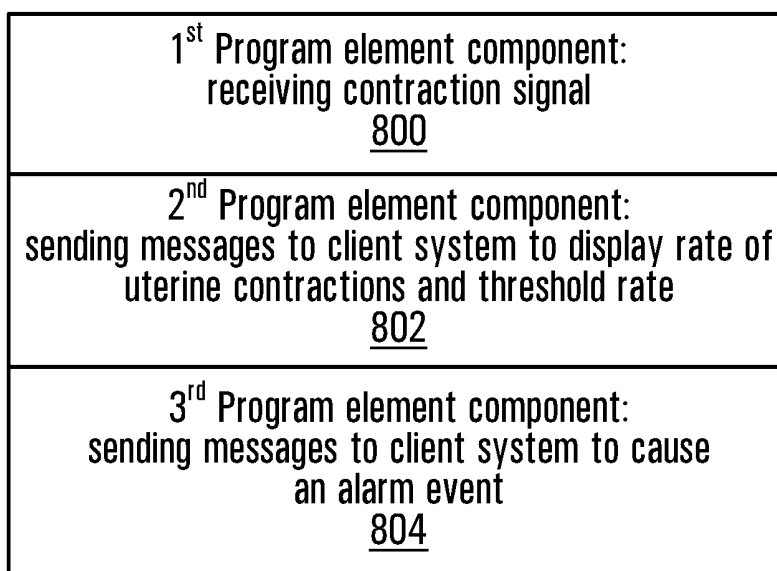 1st Program element component:
receiving contraction signal
800
2nd Program element component:
sending messages to client system to display rate of
uterine contractions and threshold rate
802
3rd Program element component:
sending messages to client system to cause
an alarm event
804